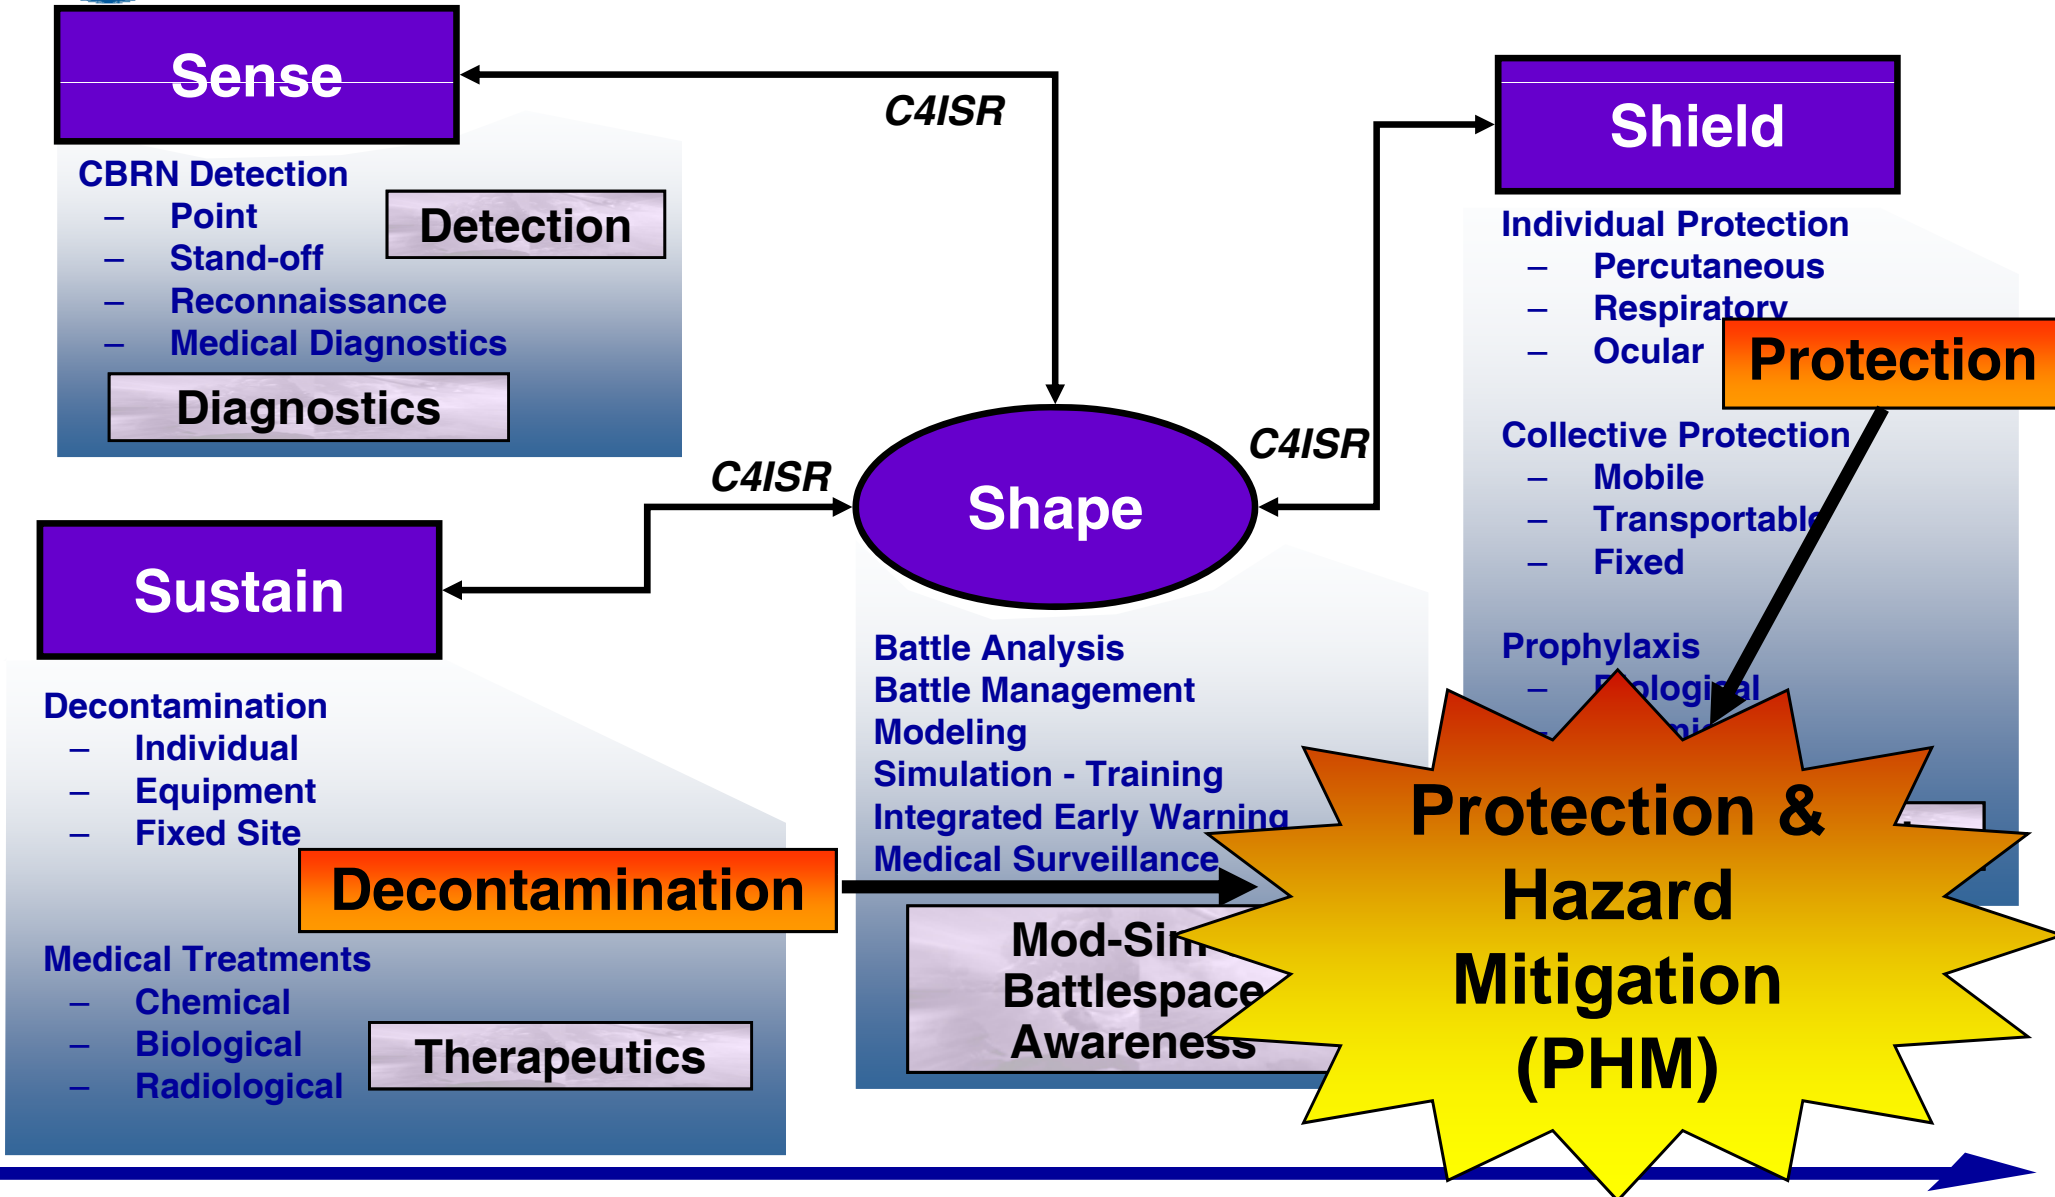 Sense
C4ISR
Shield
CBRN Detection
– Point
– Stand-off
– Reconnaissance
– Medical Diagnostics
Detection
Diagnostics
Individual Protection
– Percutaneous
– Respiratory
– Ocular
Protection
Collective Protection
– Mobile
– Transportable
– Fixed
Prophylaxis
– Biological
C4ISR
C4ISR
Shape
Sustain
Battle Analysis
Battle Management
Modeling
Simulation - Training
Integrated Early Warning
Medical Surveillance
Decontamination
– Individual
– Equipment
– Fixed Site
Decontamination
Medical Treatments
– Chemical
– Biological
– Radiological
Therapeutics
Mod-Sim
Battlespace
Awareness
Protection &
Hazard
Mitigation
(PHM)